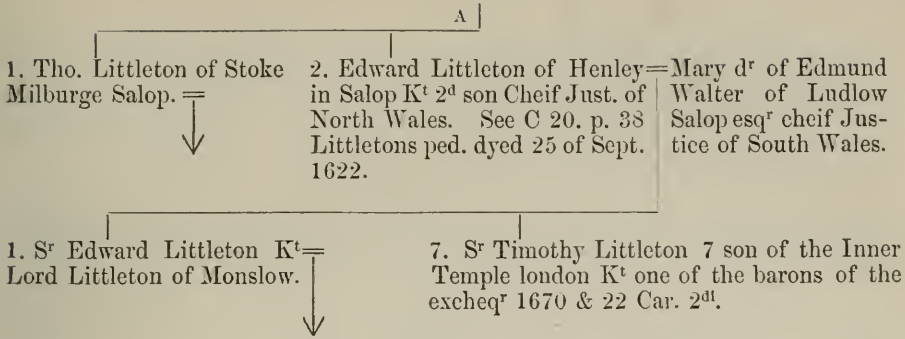 A
1. Tho. Littleton of Stoke
Milburge Salop. =
2. Edward Littleton of Henley=
in Salop Kᵗ 2ᵈ son Cheif Just. of
North Wales. See C 20. p. 38
Littletons ped. dyed 25 of Sept.
1622.
Mary dʳ of Edmund
Walter of Ludlow
Salop esqʳ cheif Jus-
tice of South Wales.
1. Sʳ Edward Littleton Kᵗ=
Lord Littleton of Monslow.
7. Sʳ Timothy Littleton 7 son of the Inner
Temple london Kᵗ one of the barons of the
excheqʳ 1670 & 22 Car. 2ᵈⁱ.